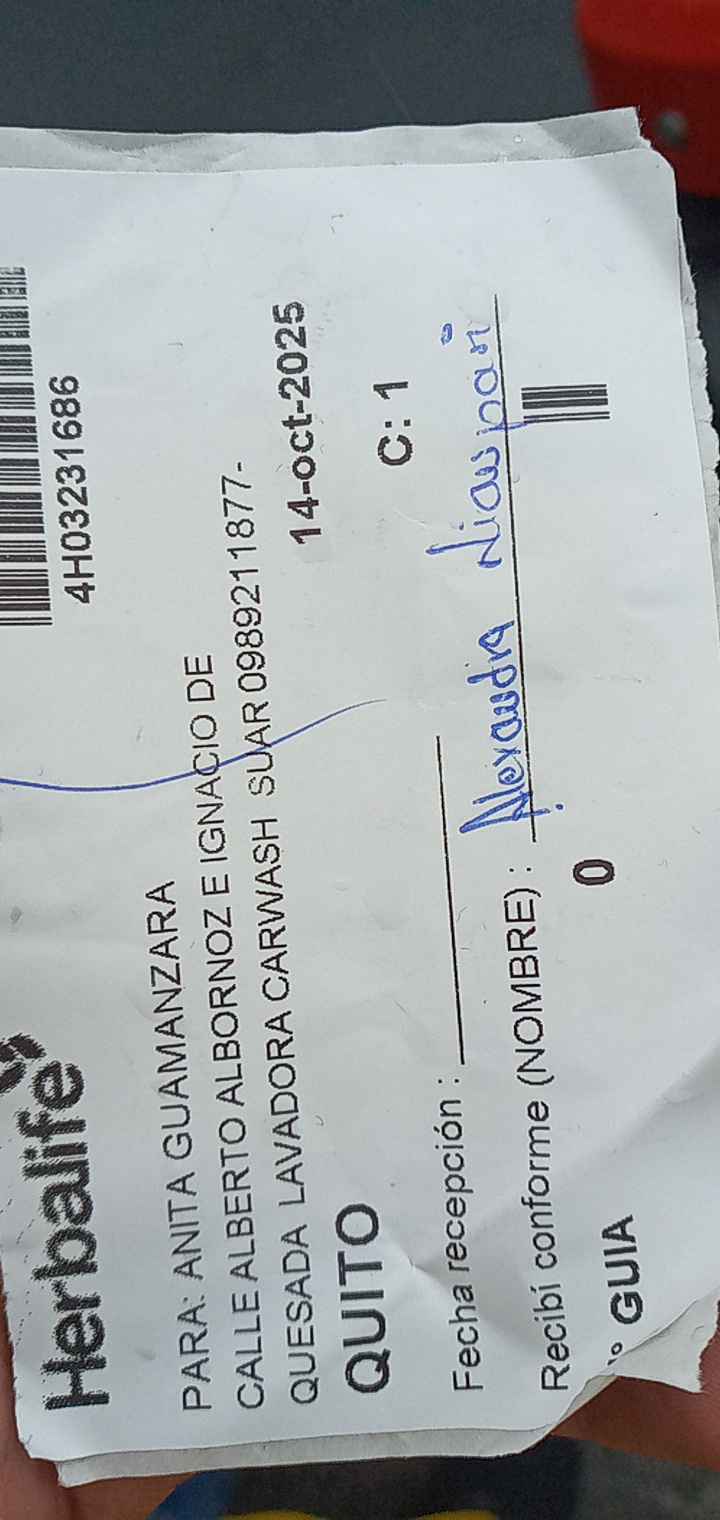 Herbalife
4H03231686
PARA: ANITA GUAMANZARA
CALLE ALBERTO ALBORNOZ E IGNACIO DE
QUESADA LAVADORA CARWASH SUAR 0989211877-
QUITO
14-oct-2025
C: 1
Fecha recepción :
Recibí conforme (NOMBRE) : Alexandra
° GUIA
0